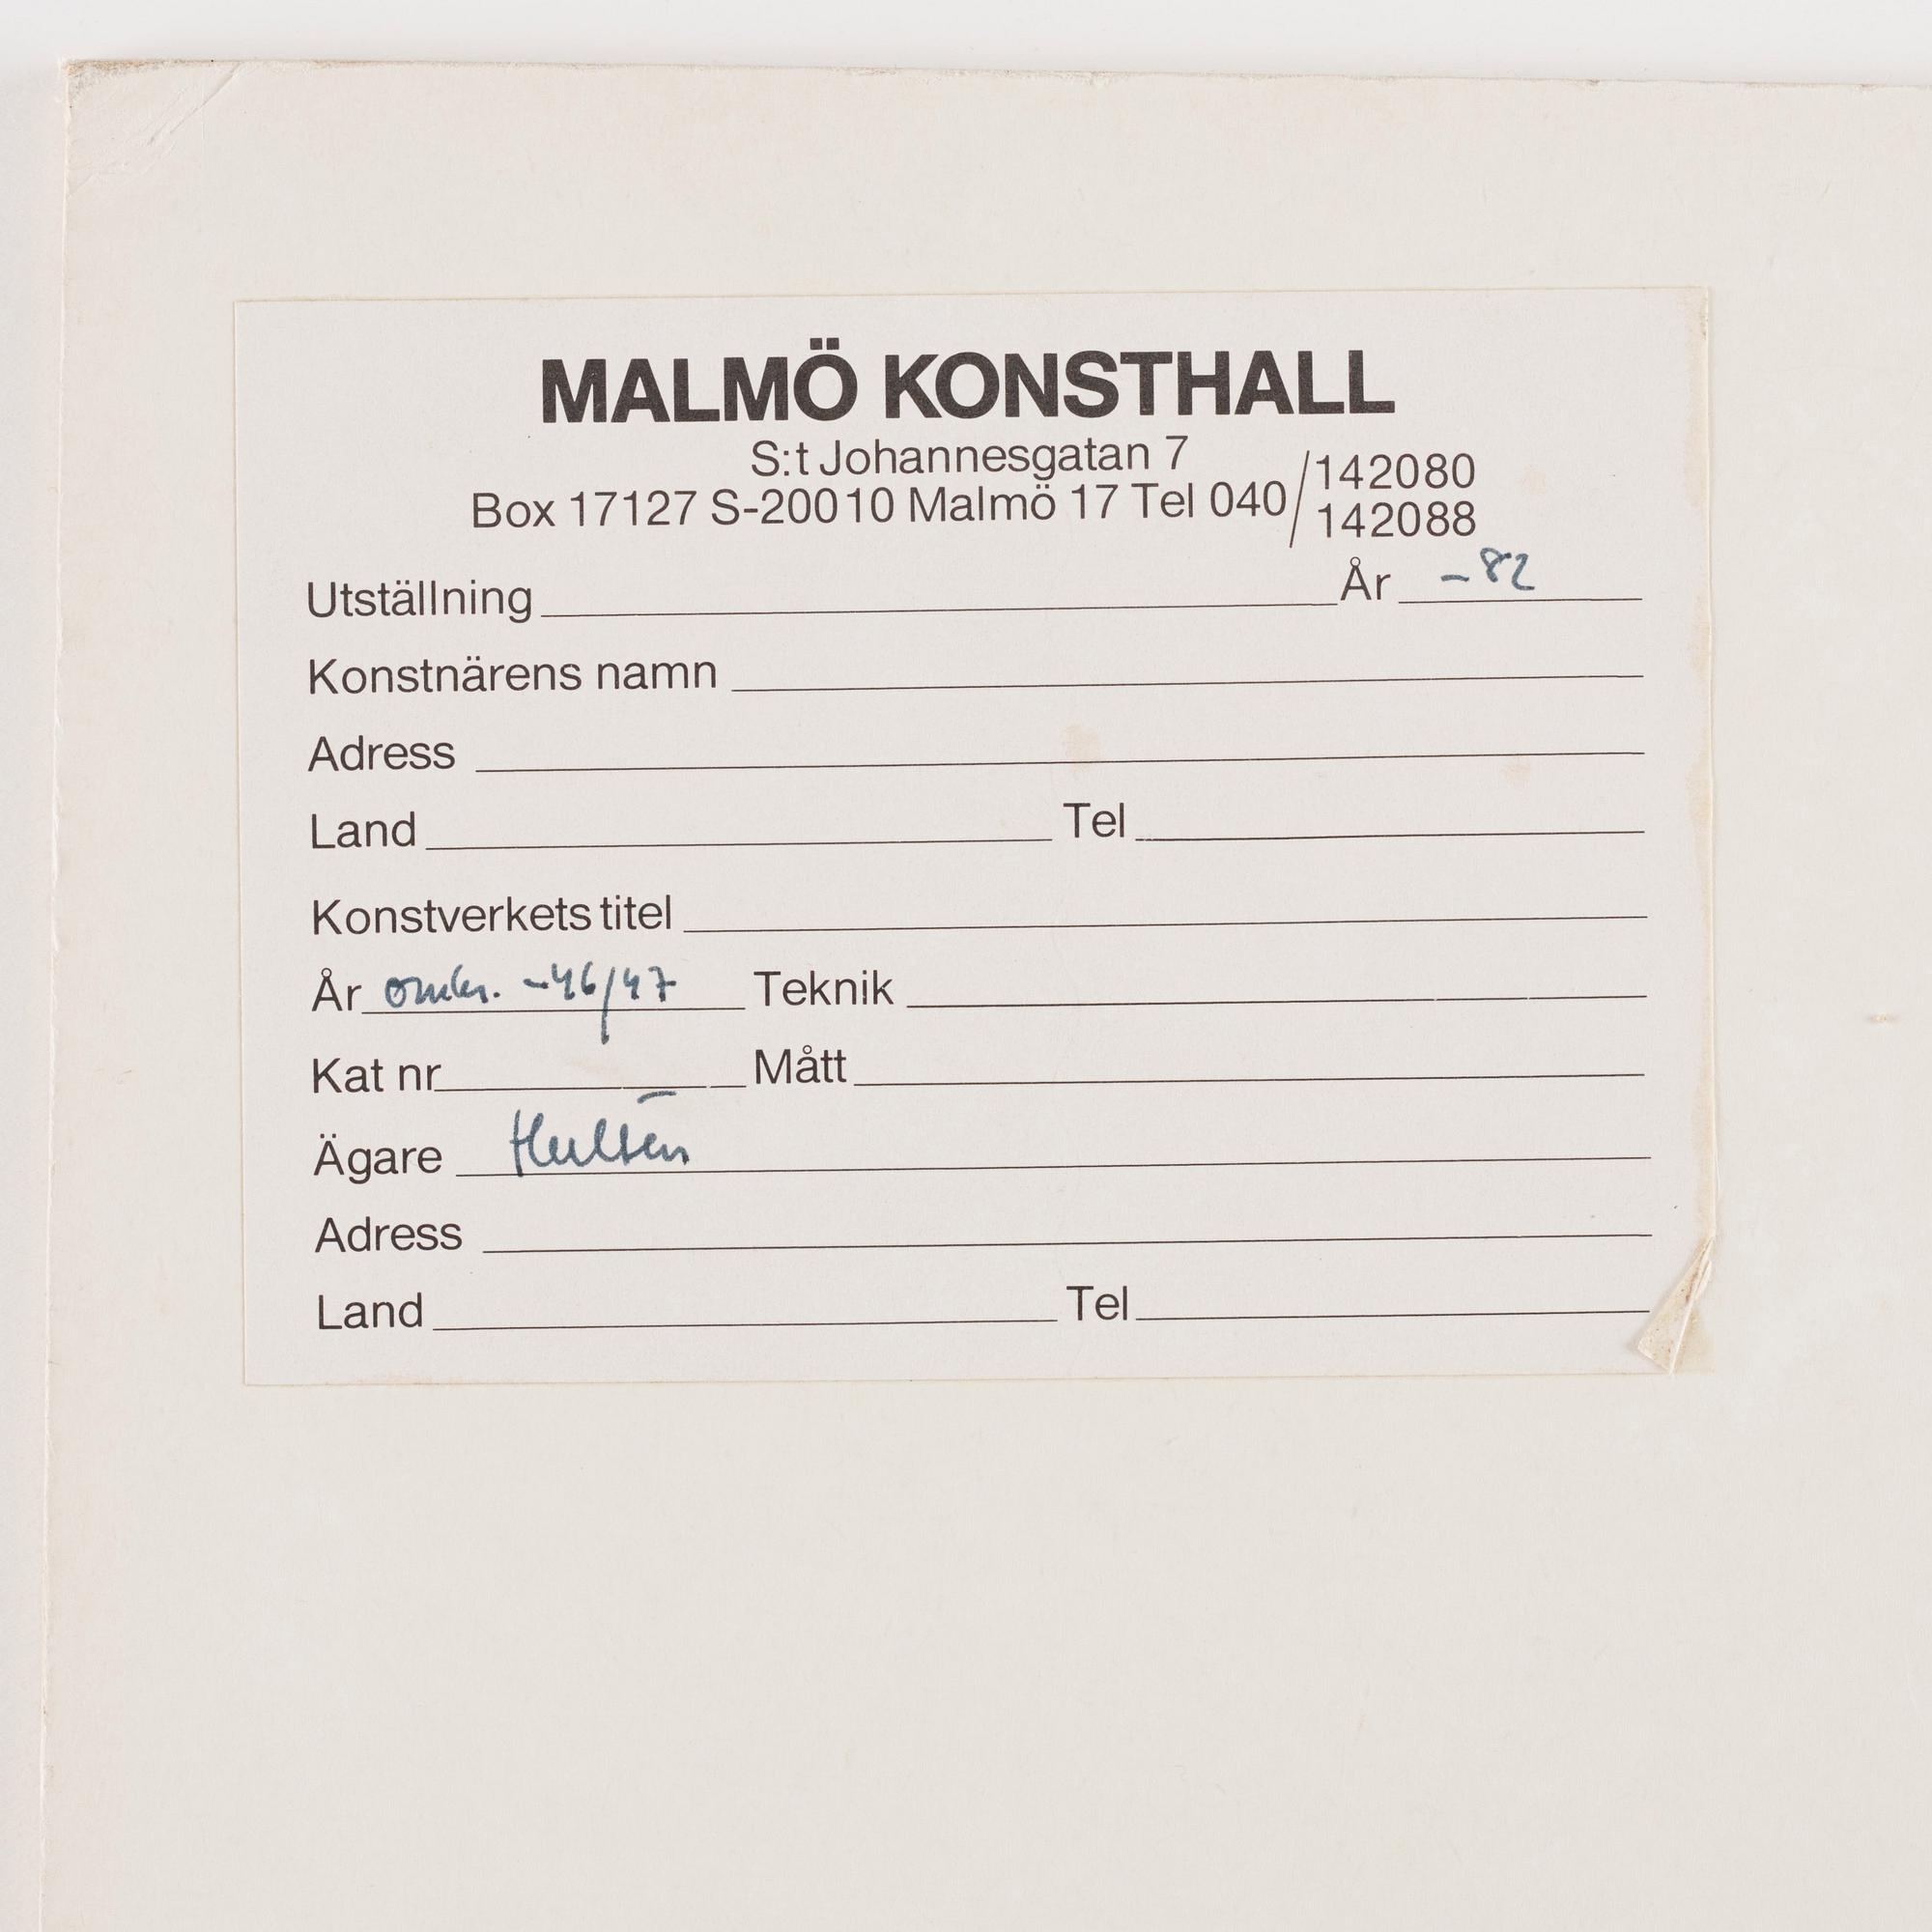 MALMÖ KONSTHALL
S:t Johannesgatan 7
Box 17127 S-20010 Malmö 17 Tel 040/142080
142088
Utställning År -82
Konstnärens namn
Adress
Land Tel
Konstverkets titel
År omkr. -46/47 Teknik
Kat nr Mått
Ägare Hultén
Adress
Land Tel